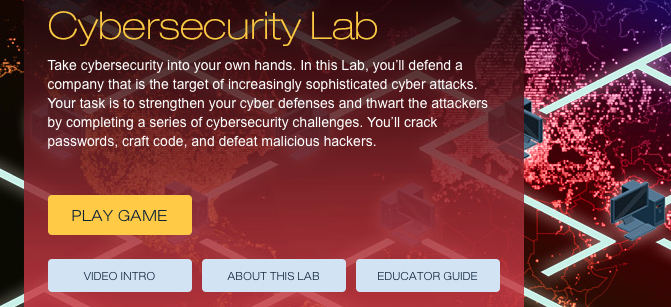 Cybersecurity Lab
Take cybersecurity into your own hands. In this Lab, you'll defend a
company that is the target of increasingly sophisticated cyber attacks.
Your task is to strengthen your cyber defenses and thwart the attackers
by completing a series of cybersecurity challenges. You'll crack
passwords, craft code, and defeat malicious hackers.
PLAY GAME
VIDEO INTRO
ABOUT THIS LAB
EDUCATOR GUIDE